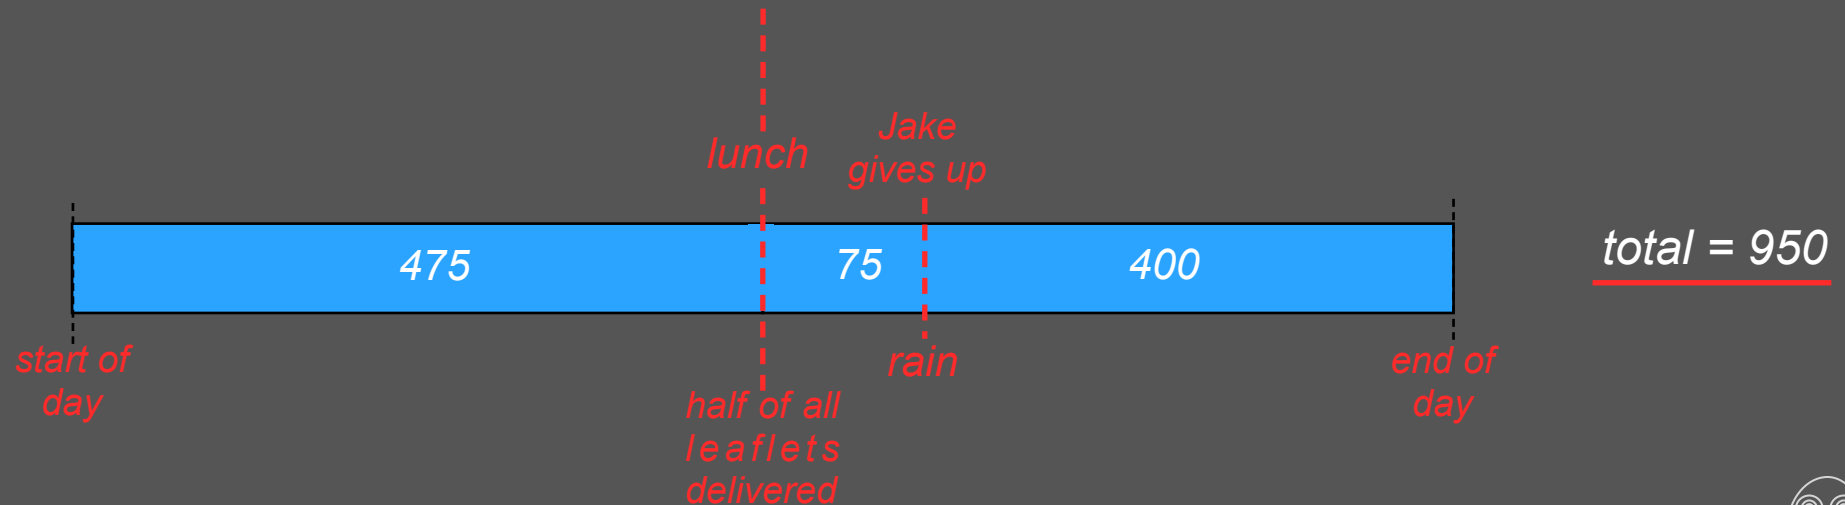 Jake
gives up
lunch
475
75
400
total = 950
start of
day
rain
end of
day
half of all
leaflets
delivered